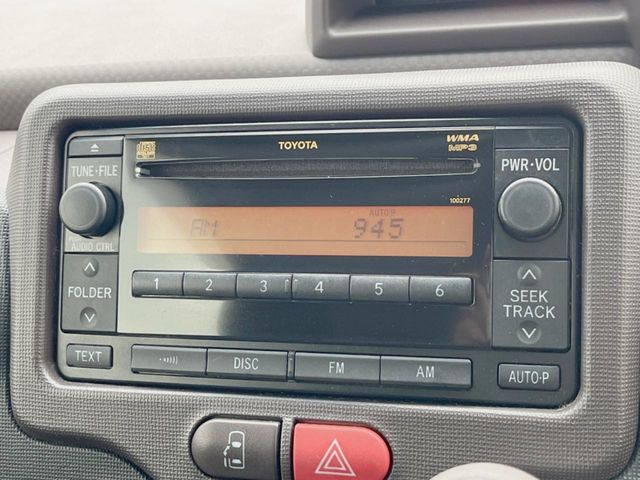 TOYOTA
WMA
MP3
TUNE·FILE
PWR·VOL
100277
AUTO.P
AM 945
AUDIO CTRL
1 2 3 4 5 6
FOLDER
SEEK
TRACK
TEXT
DISC
FM
AM
AUTO·P